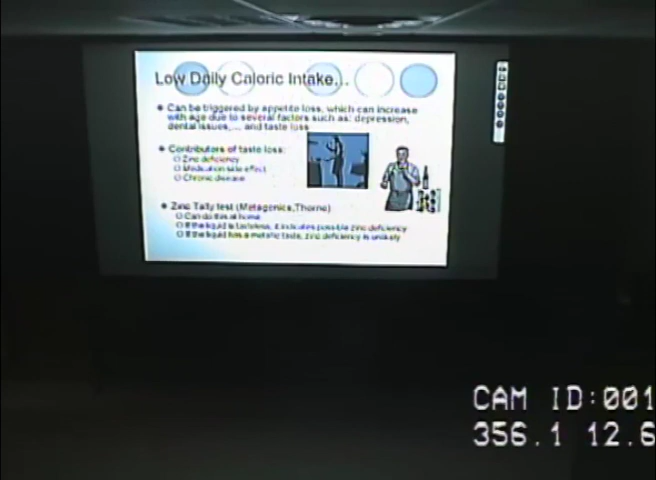 Low Daily Caloric Intake...
Can be triggered by appetite loss, which can increase
with age due to several factors such as: depression,
dental issues,... and taste loss
Contributors of taste loss:
Zinc deficiency
Medication side effect
Chronic disease
Zinc Tally test (Metagenics,Thorne)
Can do this at home
If the liquid is tasteless, it indicates possible zinc deficiency
If the liquid has a metallic taste, zinc deficiency is unlikely
CAM ID:001
356.1 12.6